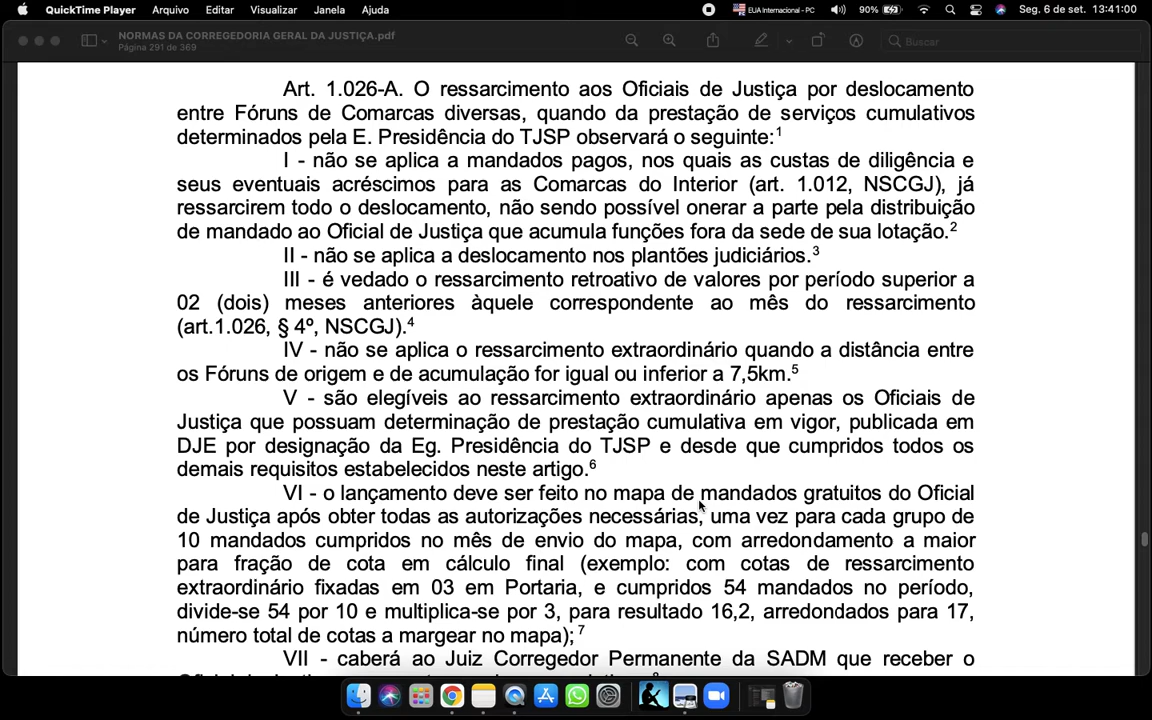 QuickTime Player Arquivo Editar Visualizar Janela Ajuda EUA Internacional - PC 90% Seg. 6 de set. 13:41:00
NORMAS DA CORREGEDORIA GERAL DA JUSTIÇA.pdf
Página 291 de 369
Buscar
Art. 1.026-A. O ressarcimento aos Oficiais de Justiça por deslocamento
entre Fóruns de Comarcas diversas, quando da prestação de serviços cumulativos
determinados pela E. Presidência do TJSP observará o seguinte:¹
I - não se aplica a mandados pagos, nos quais as custas de diligência e
seus eventuais acréscimos para as Comarcas do Interior (art. 1.012, NSCGJ), já
ressarcirem todo o deslocamento, não sendo possível onerar a parte pela distribuição
de mandado ao Oficial de Justiça que acumula funções fora da sede de sua lotação.²
II - não se aplica a deslocamento nos plantões judiciários.³
III - é vedado o ressarcimento retroativo de valores por período superior a
02 (dois) meses anteriores àquele correspondente ao mês do ressarcimento
(art.1.026, § 4º, NSCGJ).⁴
IV - não se aplica o ressarcimento extraordinário quando a distância entre
os Fóruns de origem e de acumulação for igual ou inferior a 7,5km.⁵
V - são elegíveis ao ressarcimento extraordinário apenas os Oficiais de
Justiça que possuam determinação de prestação cumulativa em vigor, publicada em
DJE por designação da Eg. Presidência do TJSP e desde que cumpridos todos os
demais requisitos estabelecidos neste artigo.⁶
VI - o lançamento deve ser feito no mapa de mandados gratuitos do Oficial
de Justiça após obter todas as autorizações necessárias, uma vez para cada grupo de
10 mandados cumpridos no mês de envio do mapa, com arredondamento a maior
para fração de cota em cálculo final (exemplo: com cotas de ressarcimento
extraordinário fixadas em 03 em Portaria, e cumpridos 54 mandados no período,
divide-se 54 por 10 e multiplica-se por 3, para resultado 16,2, arredondados para 17,
número total de cotas a margear no mapa);⁷
VII - caberá ao Juiz Corregedor Permanente da SADM que receber o